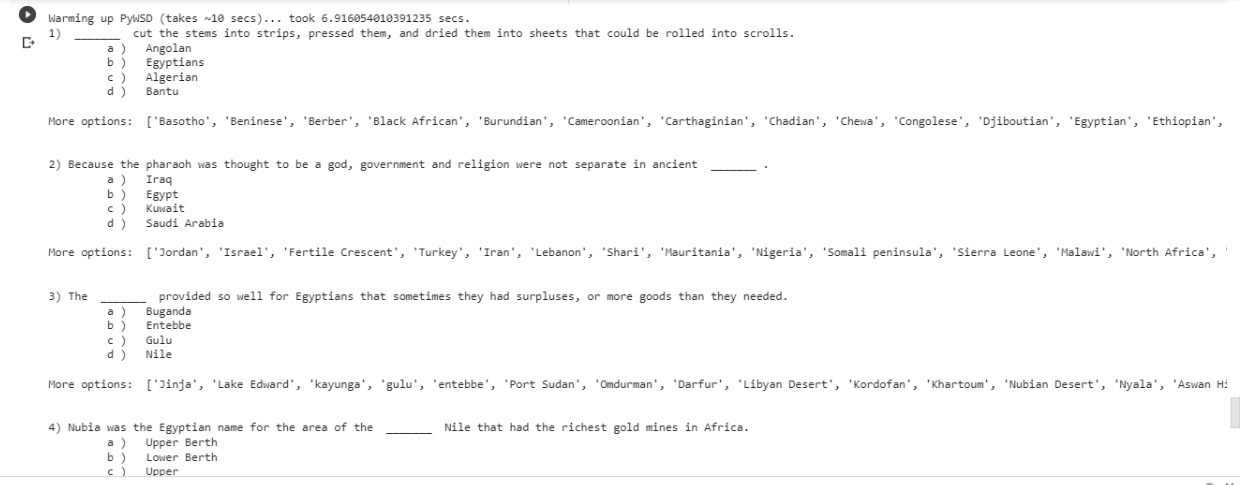 Warming up PyWSD (takes ~10 secs)... took 6.916054010391235 secs.
1) _______ cut the stems into strips, pressed them, and dried them into sheets that could be rolled into scrolls.
a ) Angolan
b ) Egyptians
c ) Algerian
d ) Bantu
More options: ['Basotho', 'Beninese', 'Berber', 'Black African', 'Burundian', 'Cameroonian', 'Carthaginian', 'Chadian', 'Chewa', 'Congolese', 'Djiboutian', 'Egyptian', 'Ethiopian',
2) Because the pharaoh was thought to be a god, government and religion were not separate in ancient _______ .
a ) Iraq
b ) Egypt
c ) Kuwait
d ) Saudi Arabia
More options: ['Jordan', 'Israel', 'Fertile Crescent', 'Turkey', 'Iran', 'Lebanon', 'Shari', 'Mauritania', 'Nigeria', 'Somali peninsula', 'Sierra Leone', 'Malawi', 'North Africa', '
3) The _______ provided so well for Egyptians that sometimes they had surpluses, or more goods than they needed.
a ) Buganda
b ) Entebbe
c ) Gulu
d ) Nile
More options: ['Jinja', 'Lake Edward', 'kayunga', 'gulu', 'entebbe', 'Port Sudan', 'Omdurman', 'Darfur', 'Libyan Desert', 'Kordofan', 'Khartoum', 'Nubian Desert', 'Nyala', 'Aswan Hi
4) Nubia was the Egyptian name for the area of the _______ Nile that had the richest gold mines in Africa.
a ) Upper Berth
b ) Lower Berth
c ) Upper